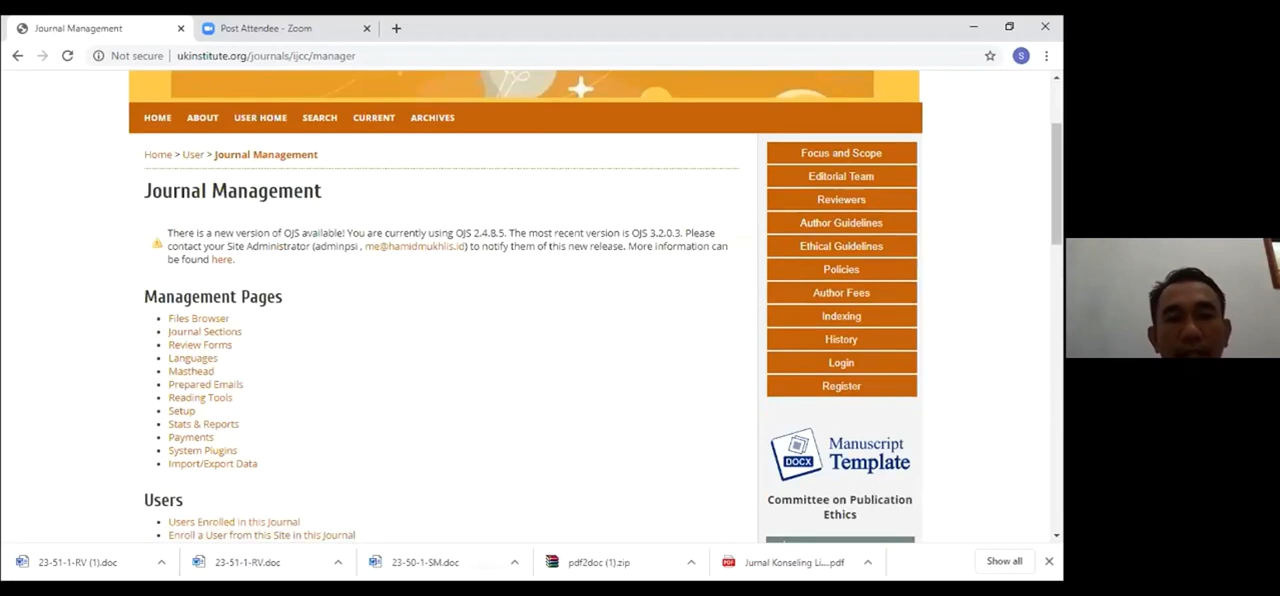 Journal Management
Post Attendee - Zoom
Not secure
ukinstitute.org/journals/ijcc/manager
S
HOME
ABOUT
USER HOME
SEARCH
CURRENT
ARCHIVES
Home > User > Journal Management
Journal Management
There is a new version of OJS available! You are currently using OJS 2.4.8.5. The most recent version is OJS 3.2.0.3. Please
contact your Site Administrator (adminpsi , me@hamidmukhlis.id) to notify them of this new release. More information can
be found here.
Management Pages
Files Browser
Journal Sections
Review Forms
Languages
Masthead
Prepared Emails
Reading Tools
Setup
Stats & Reports
Payments
System Plugins
Import/Export Data
Users
Users Enrolled in this Journal
Enroll a User from this Site in this Journal
Focus and Scope
Editorial Team
Reviewers
Author Guidelines
Ethical Guidelines
Policies
Author Fees
Indexing
History
Login
Register
DOCX
Manuscript
Template
Committee on Publication
Ethics
23-51-1-RV (1).doc
23-51-1-RV.doc
23-50-1-SM.doc
pdf2doc (1).zip
PDF
Jurnal Konseling Li....pdf
Show all